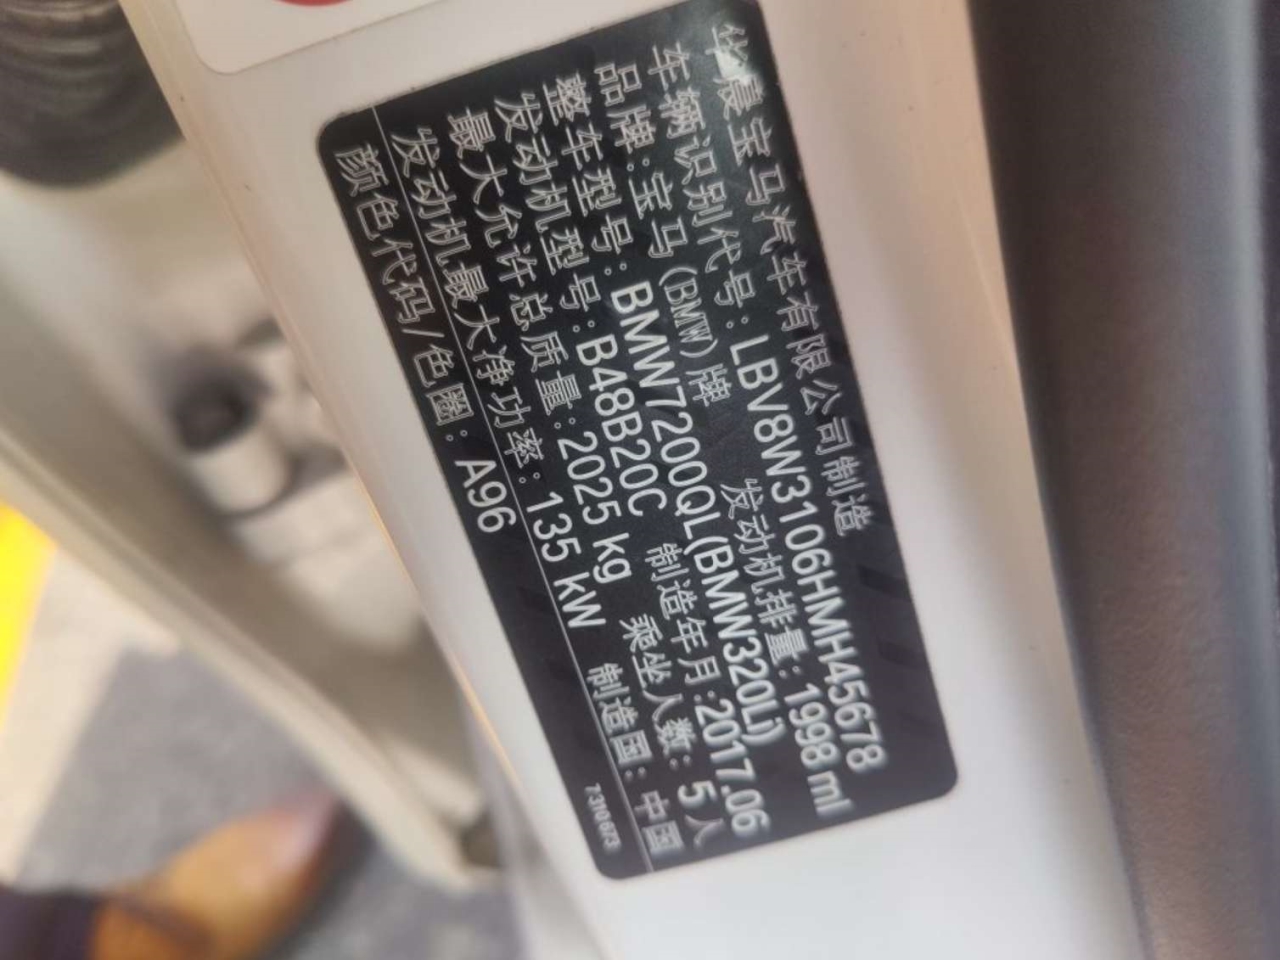 华晨宝马汽车有限公司制造
车辆识别代号:LBV8W3106HMH45678
品牌:宝马(BMW)牌 发动机排量:1998 ml
整车型号:BMW7200QL(BMW320Li)
发动机型号:B48B20C 制造年月:2017.06
最大允许总质量:2025 kg 乘坐人数:5人
发动机最大净功率:135 kW 制造国:中国
颜色代码/色圈:A96
7 310 673